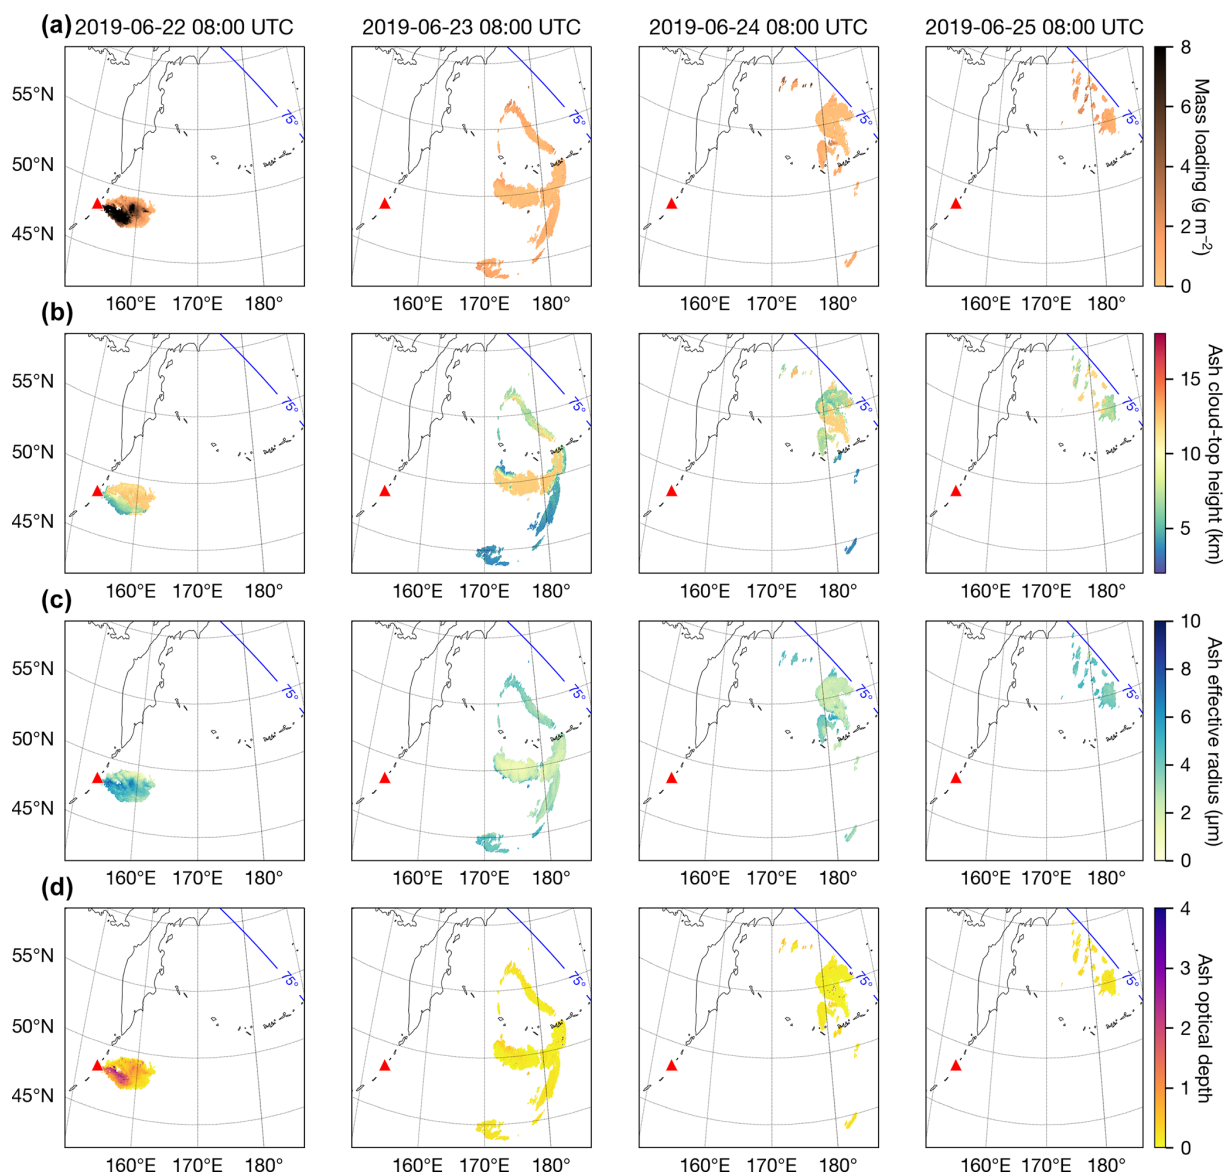 (a)
2019-06-22 08:00 UTC 2019-06-23 08:00 UTC 2019-06-24 08:00 UTC 2019-06-25 08:00 UTC
55°N
50°N
45°N
75° 75° 75° 75°
160°E 170°E 180° 160°E 170°E 180° 160°E 170°E 180° 160°E 170°E 180°
8
6
4
2
0
Mass loading (g m⁻²)
(b)
55°N
50°N
45°N
75° 75° 75° 75°
160°E 170°E 180° 160°E 170°E 180° 160°E 170°E 180° 160°E 170°E 180°
15
10
5
Ash cloud-top height (km)
(c)
55°N
50°N
45°N
75° 75° 75° 75°
160°E 170°E 180° 160°E 170°E 180° 160°E 170°E 180° 160°E 170°E 180°
10
8
6
4
2
0
Ash effective radius (μm)
(d)
55°N
50°N
45°N
75° 75° 75° 75°
160°E 170°E 180° 160°E 170°E 180° 160°E 170°E 180° 160°E 170°E 180°
4
3
2
1
0
Ash optical depth